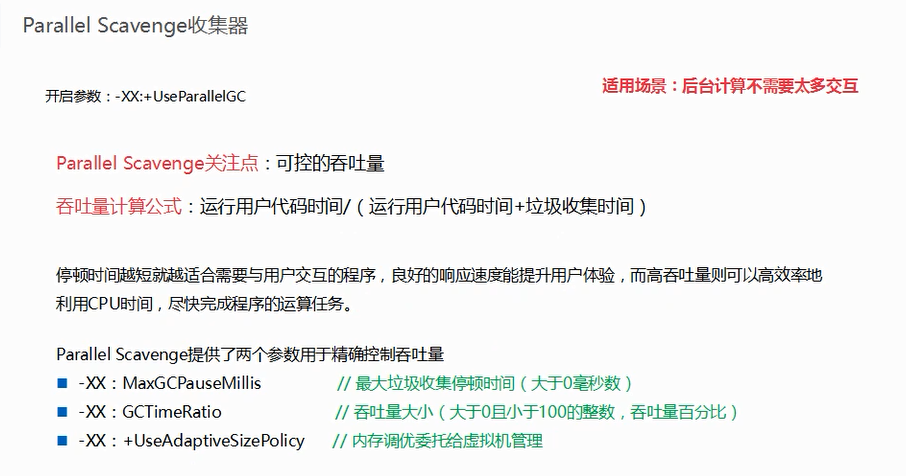 Parallel Scavenge收集器
适用场景：后台计算不需要太多交互
开启参数：-XX:+UseParallelGC
Parallel Scavenge关注点：可控的吞吐量
吞吐量计算公式：运行用户代码时间/（运行用户代码时间+垃圾收集时间）
停顿时间越短就越适合需要与用户交互的程序，良好的响应速度能提升用户体验，而高吞吐量则可以高效率地
利用CPU时间，尽快完成程序的运算任务。
Parallel Scavenge提供了两个参数用于精确控制吞吐量
-XX：MaxGCPauseMillis // 最大垃圾收集停顿时间（大于0毫秒数）
-XX：GCTimeRatio // 吞吐量大小（大于0且小于100的整数，吞吐量百分比）
-XX：+UseAdaptiveSizePolicy // 内存调优委托给虚拟机管理